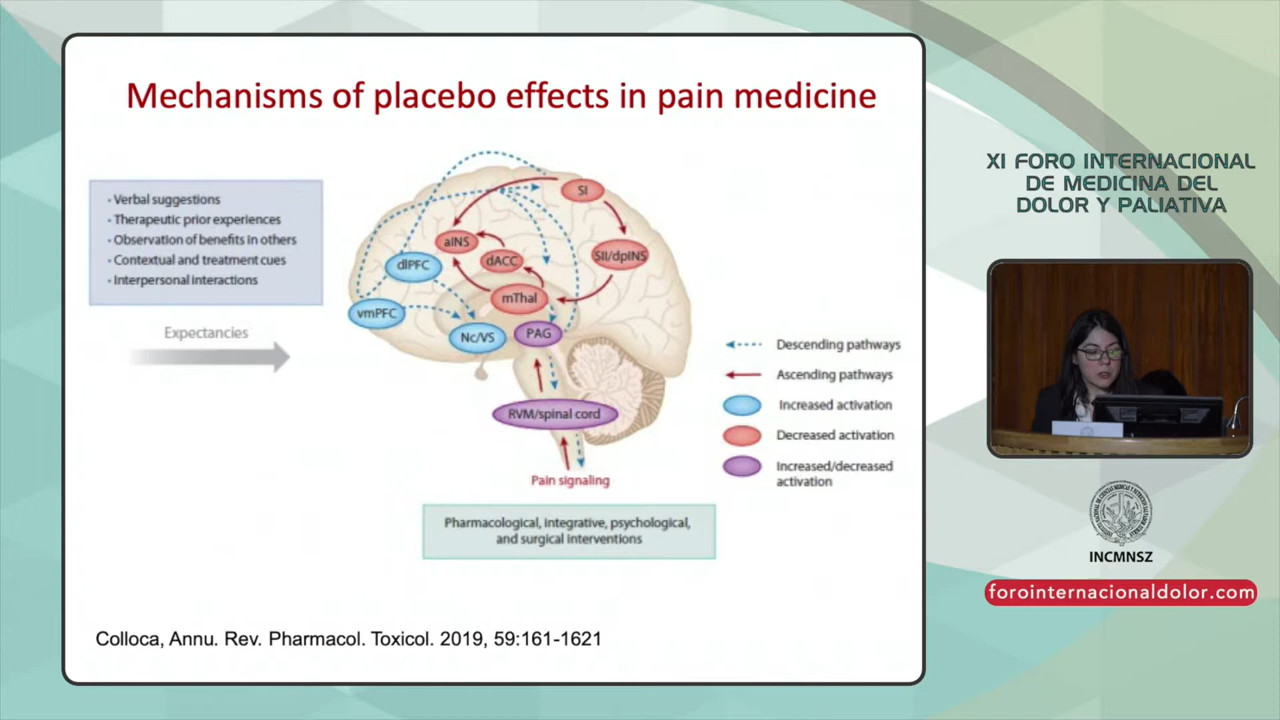 Mechanisms of placebo effects in pain medicine
· Verbal suggestions
· Therapeutic prior experiences
· Observation of benefits in others
· Contextual and treatment cues
· Interpersonal interactions
Expectancies
SI
aINS
SII/dpINS
dACC
dlPFC
mThal
vmPFC
Nc/VS
PAG
RVM/spinal cord
Pain signaling
Descending pathways
Ascending pathways
Increased activation
Decreased activation
Increased/decreased
activation
Pharmacological, integrative, psychological,
and surgical interventions
Colloca, Annu. Rev. Pharmacol. Toxicol. 2019, 59:161-1621
XI FORO INTERNACIONAL
DE MEDICINA DEL
DOLOR Y PALIATIVA
INCMNSZ
forointernacionaldolor.com